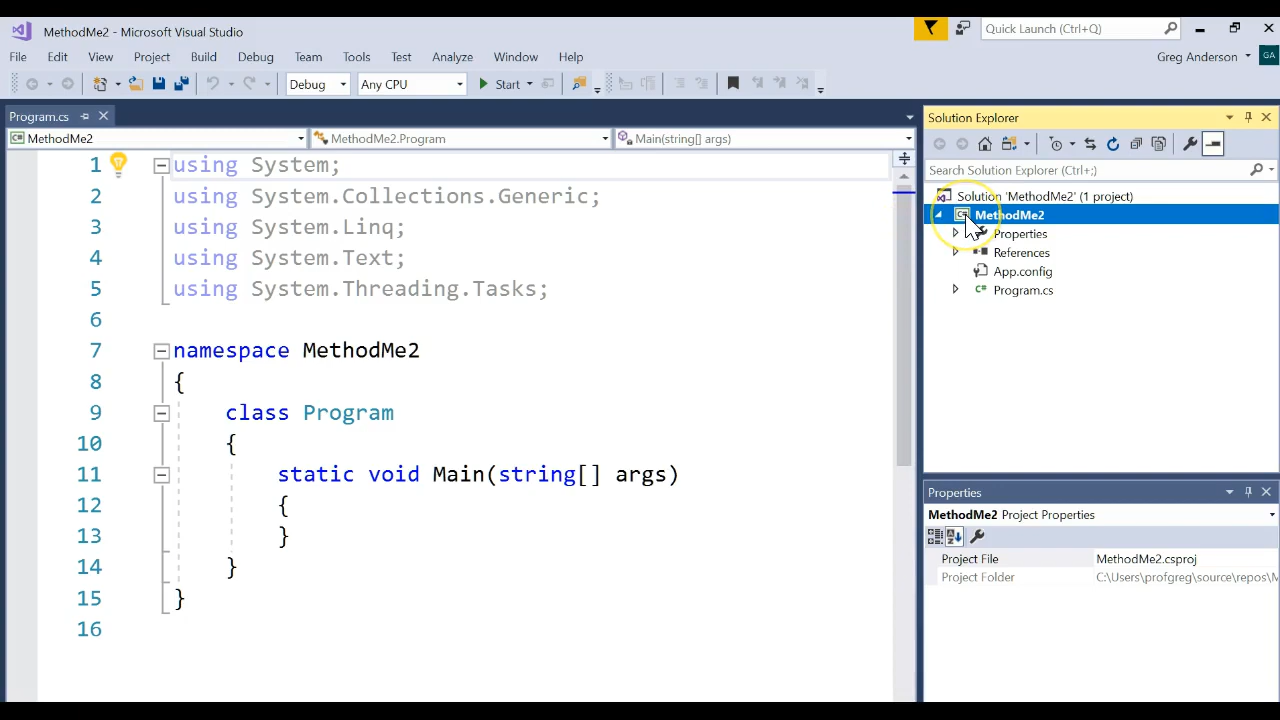 MethodMe2 - Microsoft Visual Studio
Quick Launch (Ctrl+Q)
File Edit View Project Build Debug Team Tools Test Analyze Window Help
Greg Anderson GA
Debug Any CPU Start
Program.cs
MethodMe2 MethodMe2.Program Main(string[] args)
1 using System;
2 using System.Collections.Generic;
3 using System.Linq;
4 using System.Text;
5 using System.Threading.Tasks;
6
7 namespace MethodMe2
8 {
9 class Program
10 {
11 static void Main(string[] args)
12 {
13 }
14 }
15 }
16
Solution Explorer
Search Solution Explorer (Ctrl+;)
Solution 'MethodMe2' (1 project)
C# MethodMe2
Properties
References
App.config
C# Program.cs
Properties
MethodMe2 Project Properties
Project File MethodMe2.csproj
Project Folder C:\Users\profgreg\source\repos\M